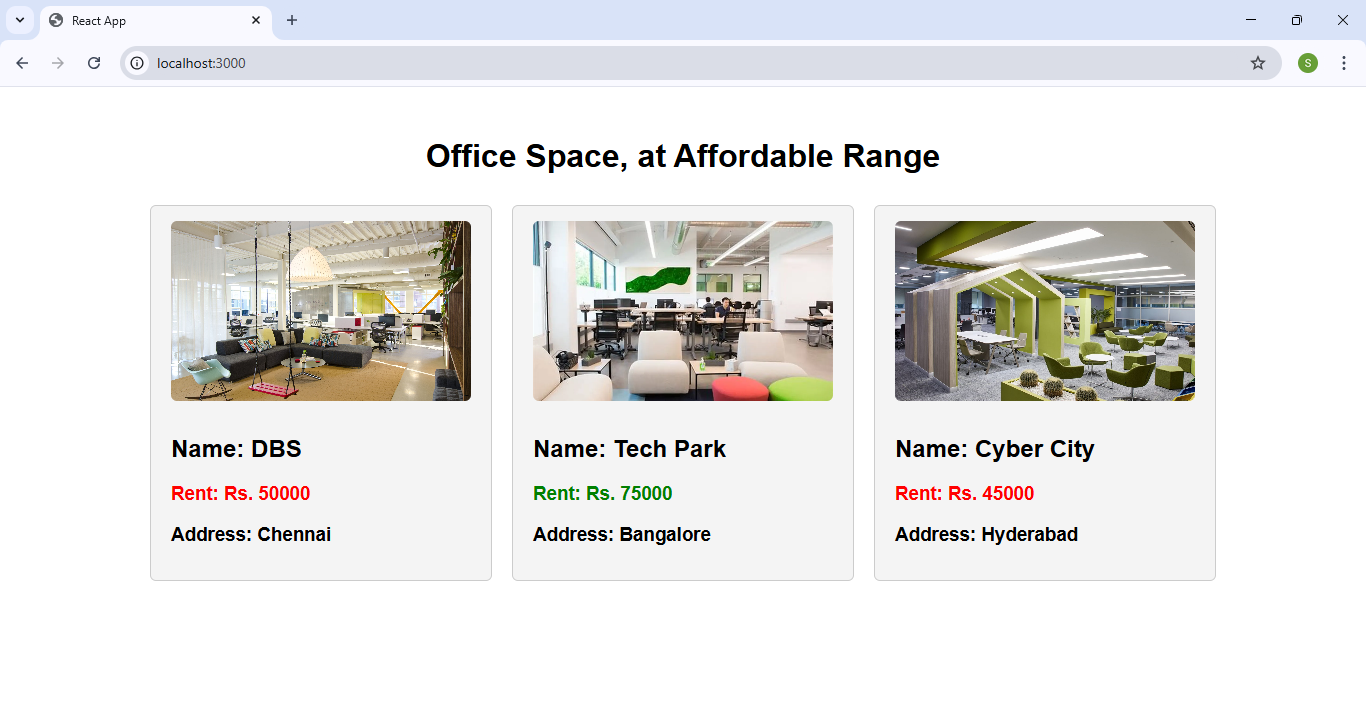 React App
localhost:3000
S
Office Space, at Affordable Range
Name: DBS
Rent: Rs. 50000
Address: Chennai
Name: Tech Park
Rent: Rs. 75000
Address: Bangalore
Name: Cyber City
Rent: Rs. 45000
Address: Hyderabad